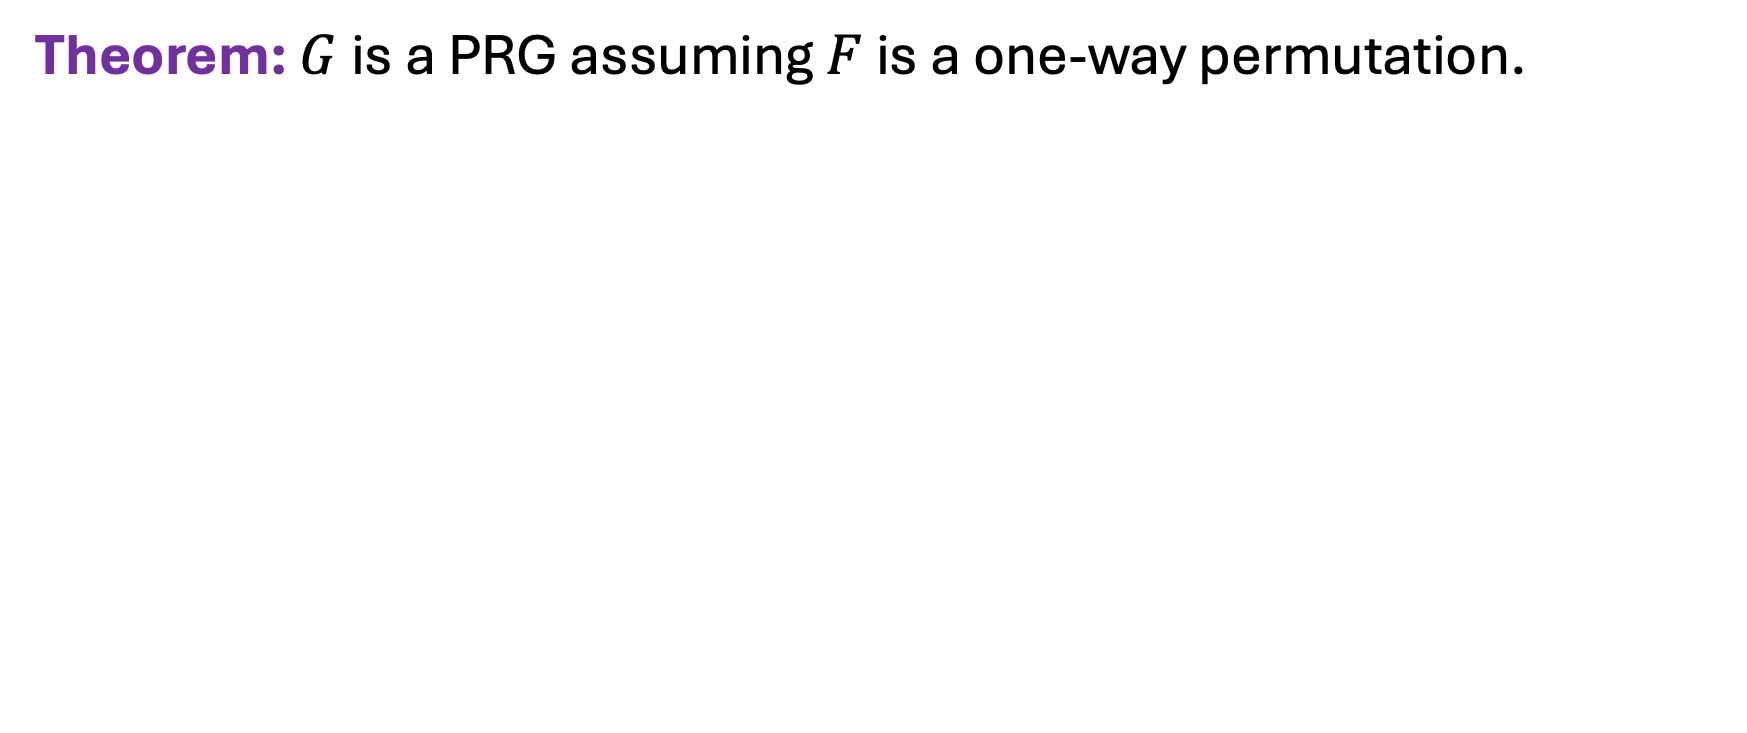 Theorem: G is a PRG assuming F is a one-way permutation.